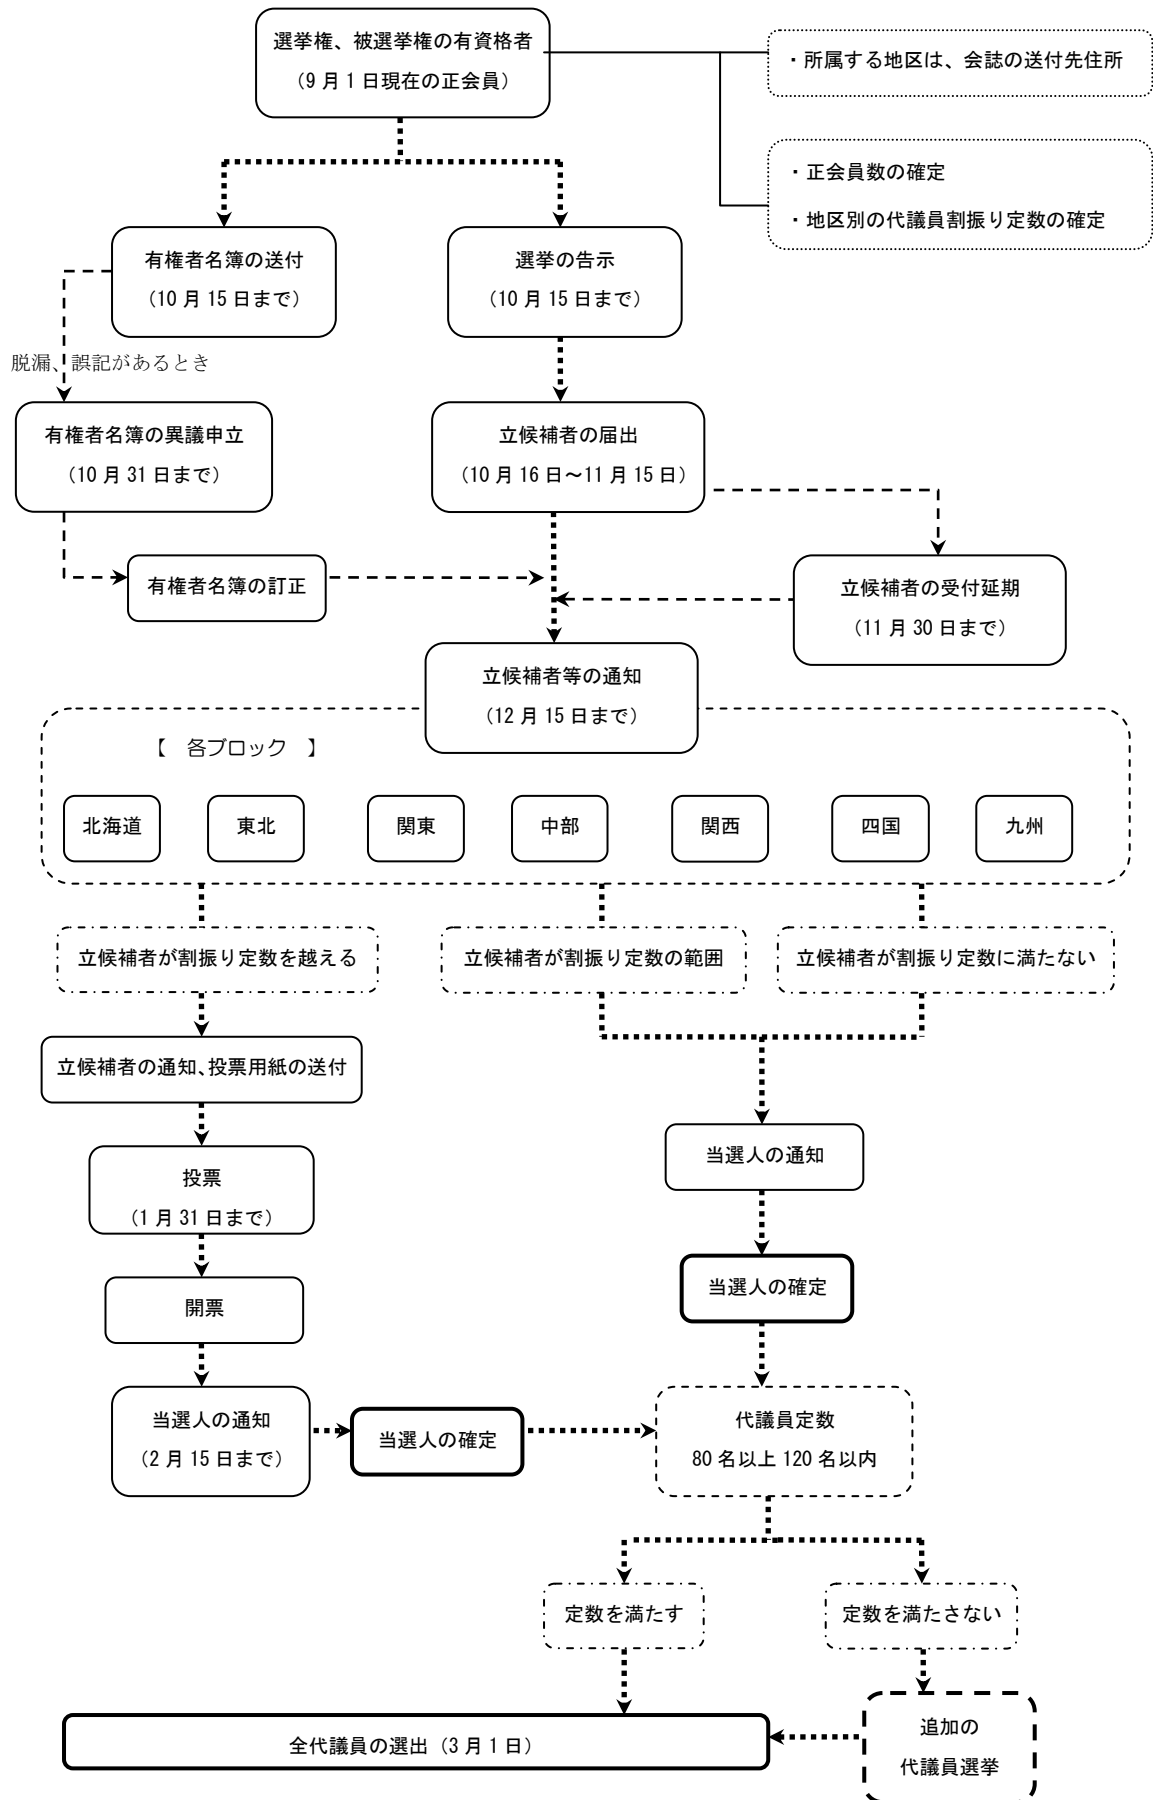 選挙権、被選挙権の有資格者
（9月1日現在の正会員）
・所属する地区は、会誌の送付先住所
・正会員数の確定
・地区別の代議員割振り定数の確定
有権者名簿の送付
（10月15日まで）
選挙の告示
（10月15日まで）
脱漏、誤記があるとき
有権者名簿の異議申立
（10月31日まで）
立候補者の届出
（10月16日～11月15日）
有権者名簿の訂正
立候補者の受付延期
（11月30日まで）
立候補者等の通知
（12月15日まで）
【　各ブロック　】
北海道
東北
関東
中部
関西
四国
九州
立候補者が割振り定数を越える
立候補者が割振り定数の範囲
立候補者が割振り定数に満たない
立候補者の通知、投票用紙の送付
投票
（1月31日まで）
当選人の通知
開票
当選人の確定
当選人の通知
（2月15日まで）
当選人の確定
代議員定数
80名以上120名以内
定数を満たす
定数を満たさない
全代議員の選出（3月1日）
追加の
代議員選挙